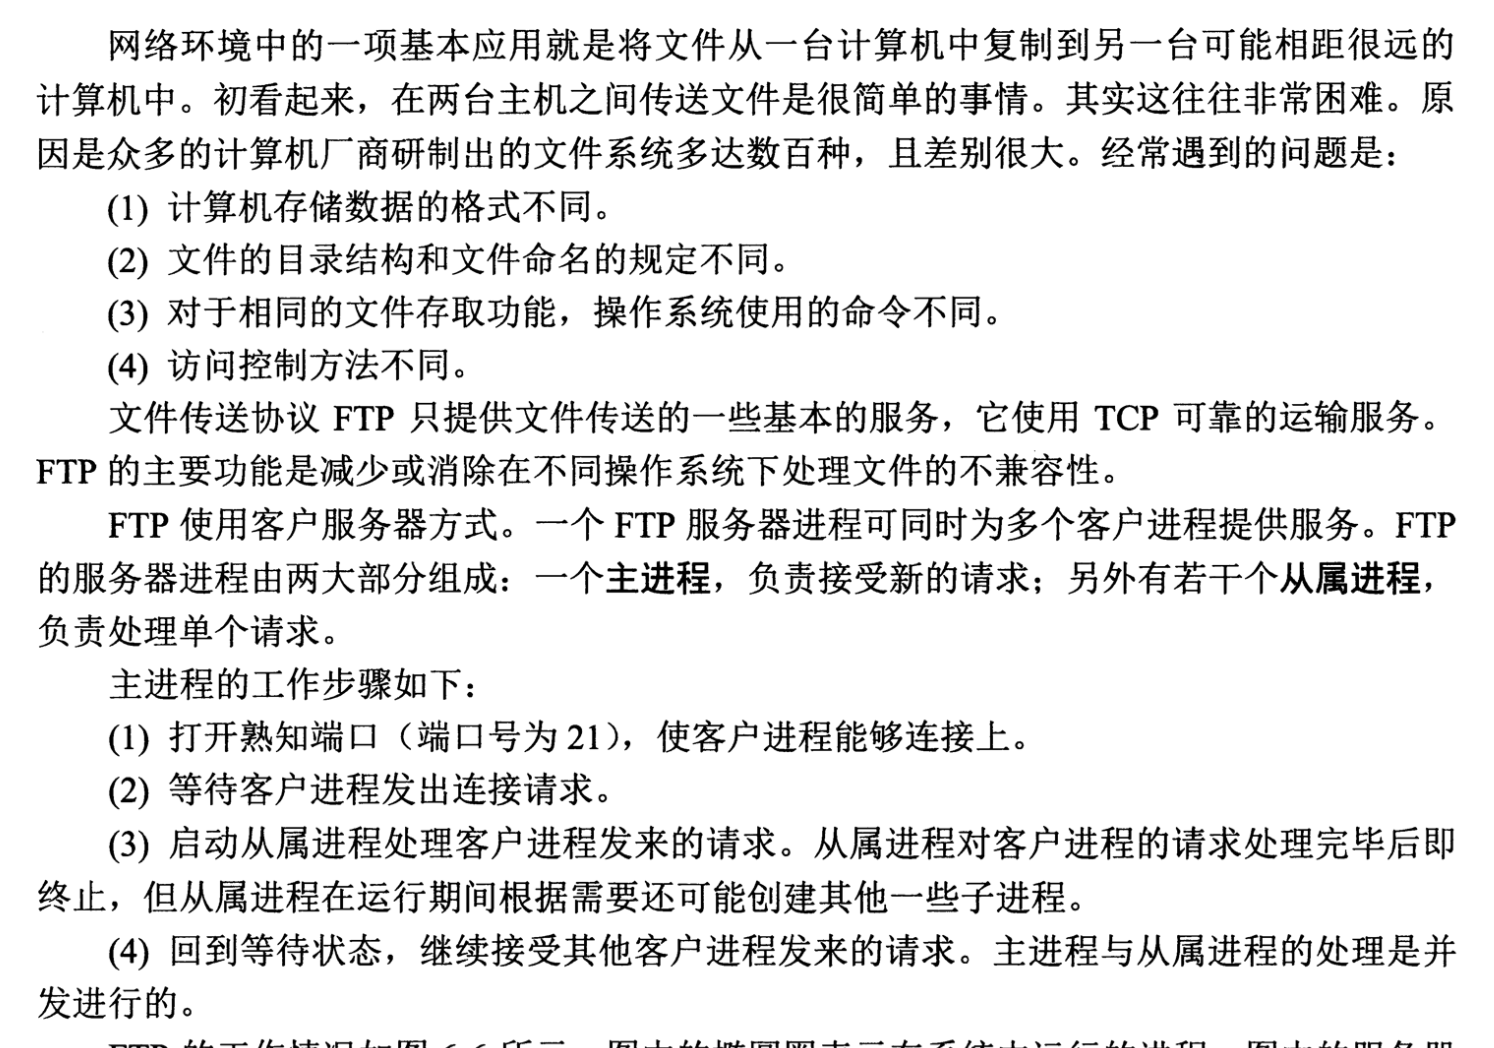 网络环境中的一项基本应用就是将文件从一台计算机中复制到另一台可能相距很远的
计算机中。初看起来，在两台主机之间传送文件是很简单的事情。其实这往往非常困难。原
因是众多的计算机厂商研制出的文件系统多达数百种，且差别很大。经常遇到的问题是：
(1) 计算机存储数据的格式不同。
(2) 文件的目录结构和文件命名的规定不同。
(3) 对于相同的文件存取功能，操作系统使用的命令不同。
(4) 访问控制方法不同。
文件传送协议 FTP 只提供文件传送的一些基本的服务，它使用 TCP 可靠的运输服务。
FTP 的主要功能是减少或消除在不同操作系统下处理文件的不兼容性。
FTP 使用客户服务器方式。一个 FTP 服务器进程可同时为多个客户进程提供服务。FTP
的服务器进程由两大部分组成：一个主进程，负责接受新的请求；另外有若干个从属进程，
负责处理单个请求。
主进程的工作步骤如下：
(1) 打开熟知端口（端口号为 21），使客户进程能够连接上。
(2) 等待客户进程发出连接请求。
(3) 启动从属进程处理客户进程发来的请求。从属进程对客户进程的请求处理完毕后即
终止，但从属进程在运行期间根据需要还可能创建其他一些子进程。
(4) 回到等待状态，继续接受其他客户进程发来的请求。主进程与从属进程的处理是并
发进行的。